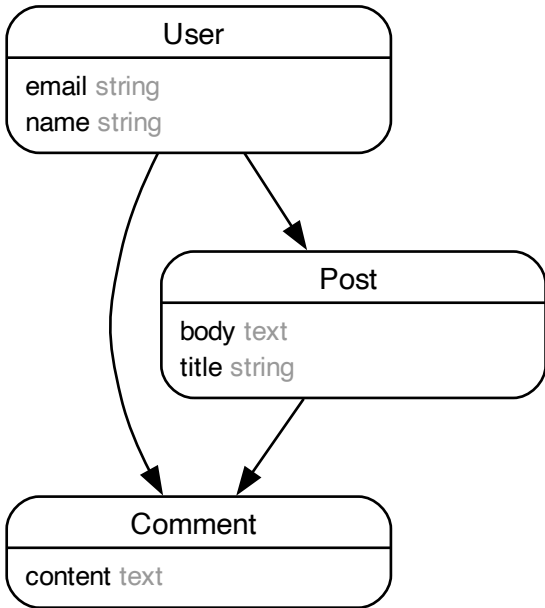 User
email string
name string
Post
body text
title string
Comment
content text